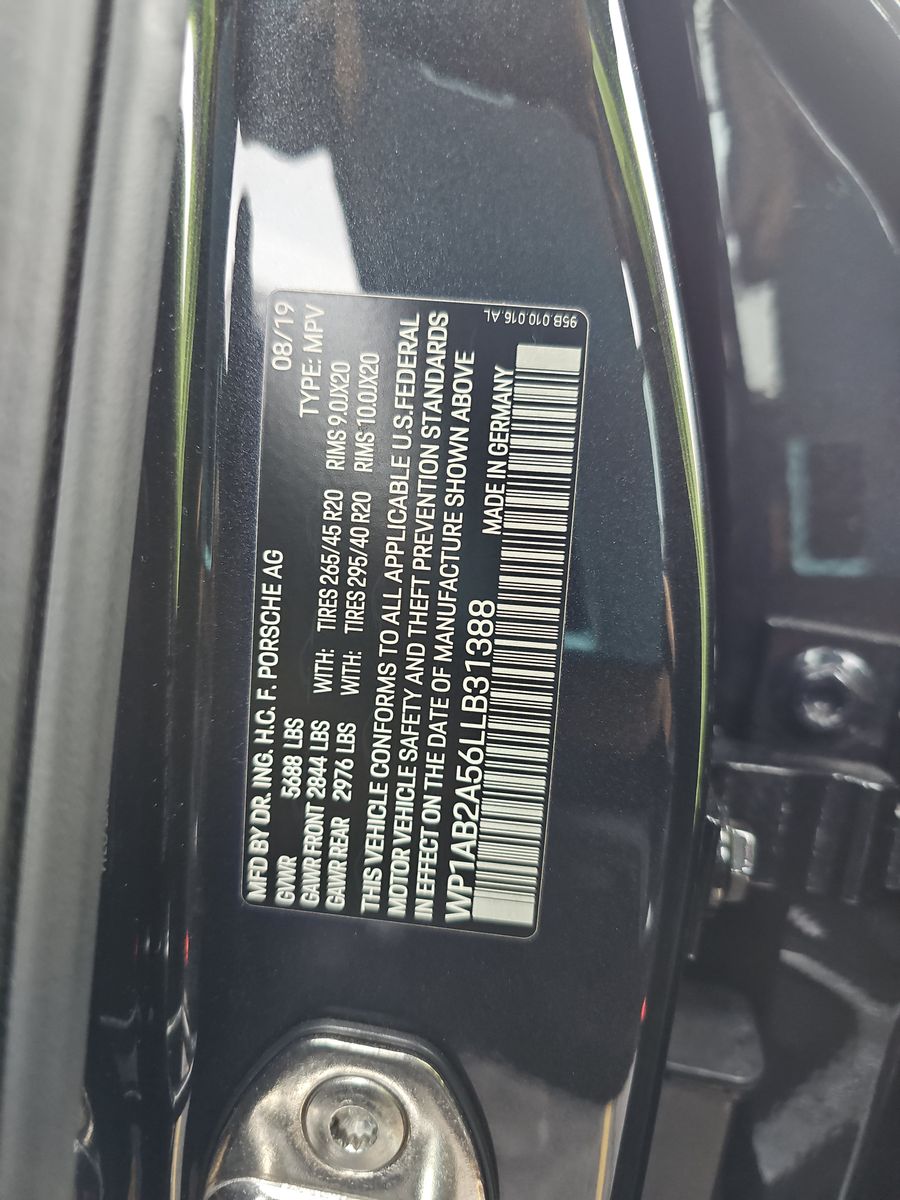 MFD BY DR. ING. H.C. F. PORSCHE AG 08/19
GVWR 5688 LBS TYPE: MPV
GAWR FRONT 2844 LBS WITH: TIRES 265/45 R20 RIMS 9.0JX20
GAWR REAR 2976 LBS WITH: TIRES 295/40 R20 RIMS 10.0JX20
THIS VEHICLE CONFORMS TO ALL APPLICABLE U.S.FEDERAL
MOTOR VEHICLE SAFETY AND THEFT PREVENTION STANDARDS
IN EFFECT ON THE DATE OF MANUFACTURE SHOWN ABOVE
WP1AB2A56LLB31388 MADE IN GERMANY
95B.010.016.AL